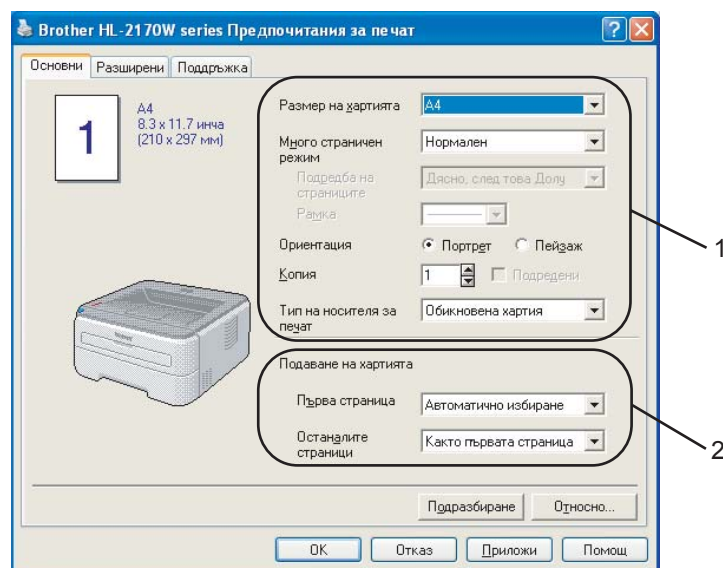 Brother HL-2170W series Предпочитания за печат
Основни Разширени Поддръжка
1
A4
8.3 x 11.7 инча
(210 x 297 мм)
Размер на хартията A4
Много страничен режим Нормален
Подредба на страниците Дясно, след това Долу
Рамка
Ориентация Портрет Пейзаж
Копия 1 Подредени
Тип на носителя за печат Обикновена хартия
1
Подаване на хартията
Първа страница Автоматично избиране
Останалите страници Както първата страница
2
Подразбиране Относно...
OK Отказ Приложи Помощ